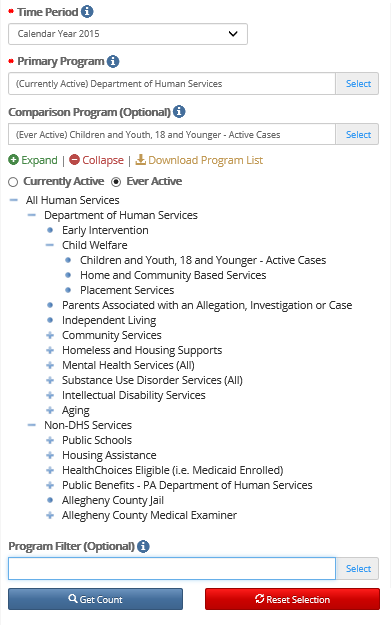 * Time Period
Calendar Year 2015
* Primary Program
(Currently Active) Department of Human Services Select
Comparison Program (Optional)
(Ever Active) Children and Youth, 18 and Younger - Active Cases Select
Expand | Collapse | Download Program List
Currently Active Ever Active
All Human Services
Department of Human Services
Early Intervention
Child Welfare
Children and Youth, 18 and Younger - Active Cases
Home and Community Based Services
Placement Services
Parents Associated with an Allegation, Investigation or Case
Independent Living
Community Services
Homeless and Housing Supports
Mental Health Services (All)
Substance Use Disorder Services (All)
Intellectual Disability Services
Aging
Non-DHS Services
Public Schools
Housing Assistance
HealthChoices Eligible (i.e. Medicaid Enrolled)
Public Benefits - PA Department of Human Services
Allegheny County Jail
Allegheny County Medical Examiner
Program Filter (Optional)
Select
Get Count Reset Selection